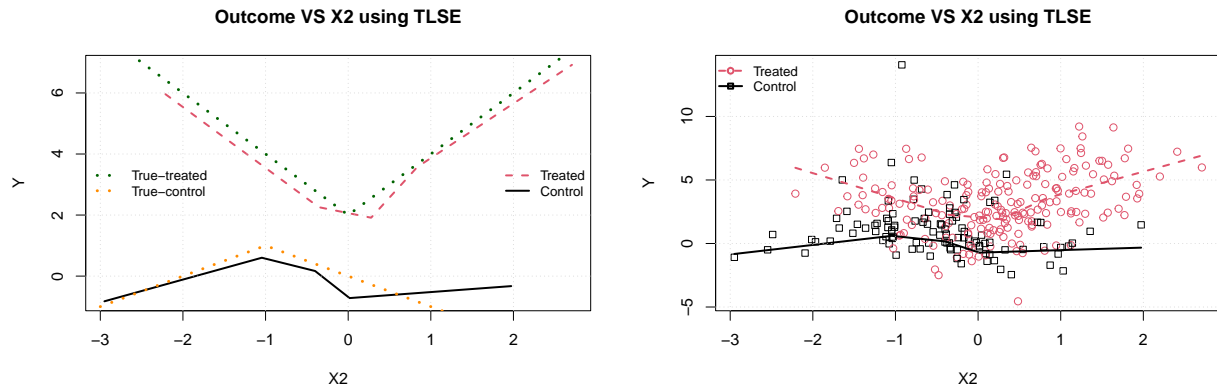 Outcome VS X2 using TLSE
Y
6
4
2
0
True−treated
True−control
Treated
Control
−3 −2 −1 0 1 2
X2
Outcome VS X2 using TLSE
Treated
Control
Y
10
5
0
−5
−3 −2 −1 0 1 2
X2